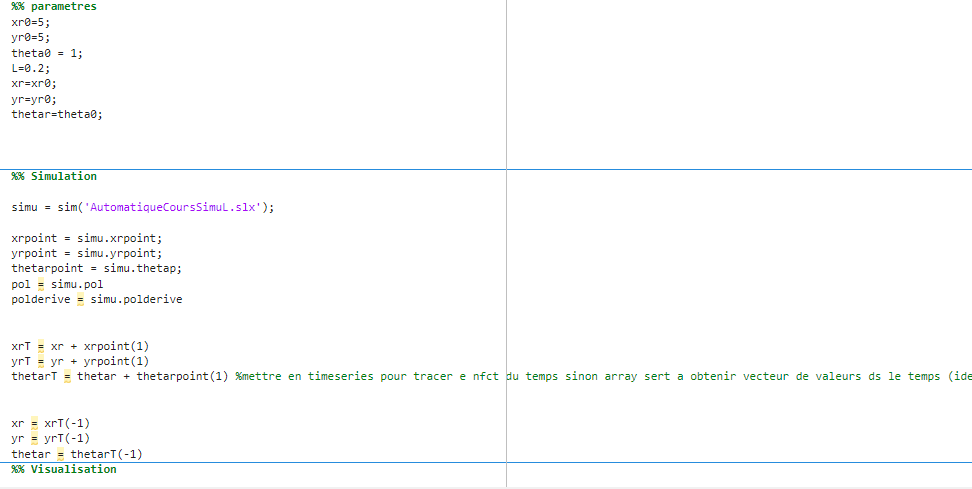 %% parametres
xr0=5;
yr0=5;
theta0 = 1;
L=0.2;
xr=xr0;
yr=yr0;
thetar=theta0;
%% Simulation
simu = sim('AutomatiqueCoursSimuL.slx');
xrpoint = simu.xrpoint;
yrpoint = simu.yrpoint;
thetarpoint = simu.thetap;
pol = simu.pol
polderive = simu.polderive
xrT = xr + xrpoint(1)
yrT = yr + yrpoint(1)
thetarT = thetar + thetarpoint(1) %mettre en timeseries pour tracer e nfct du temps sinon array sert a obtenir vecteur de valeurs ds le temps (ide
xr = xrT(-1)
yr = yrT(-1)
thetar = thetarT(-1)
%% Visualisation